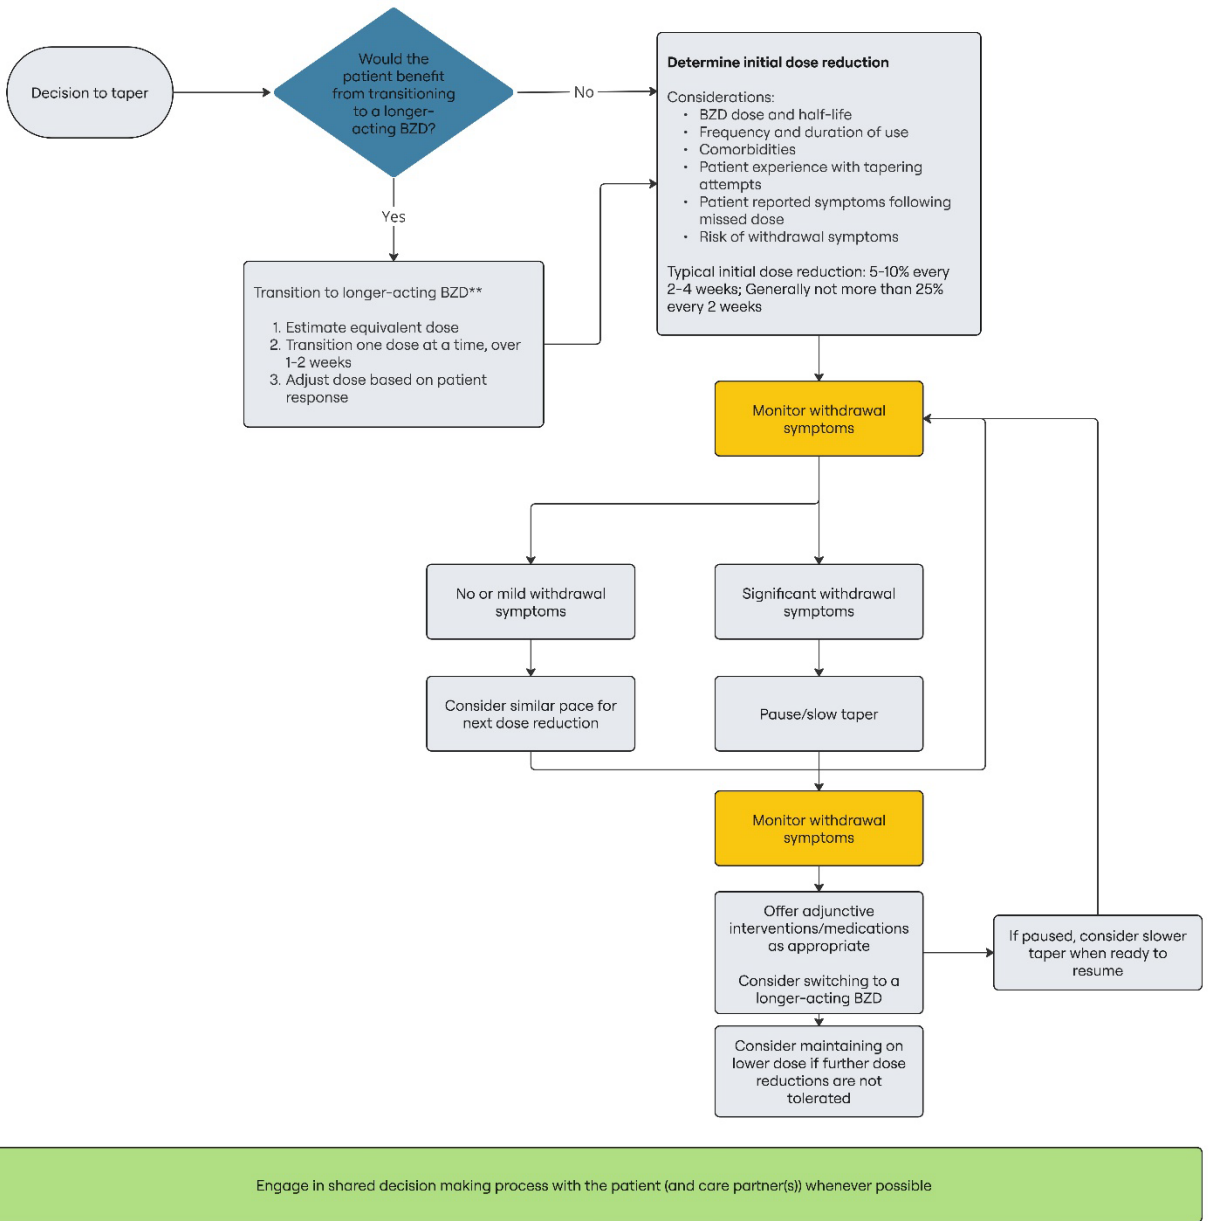 Decision to taper
Would the
patient benefit
from transitioning
to a longer-
acting BZD?
No
Yes
Determine initial dose reduction
Considerations:
• BZD dose and half-life
• Frequency and duration of use
• Comorbidities
• Patient experience with tapering
attempts
• Patient reported symptoms following
missed dose
• Risk of withdrawal symptoms
Typical initial dose reduction: 5-10% every
2-4 weeks; Generally not more than 25%
every 2 weeks
Transition to longer-acting BZD**
1. Estimate equivalent dose
2. Transition one dose at a time, over
1-2 weeks
3. Adjust dose based on patient
response
Monitor withdrawal
symptoms
No or mild withdrawal
symptoms
Significant withdrawal
symptoms
Consider similar pace for
next dose reduction
Pause/slow taper
Monitor withdrawal
symptoms
Offer adjunctive
interventions/medications
as appropriate
Consider switching to a
longer-acting BZD
If paused, consider slower
taper when ready to
resume
Consider maintaining on
lower dose if further dose
reductions are not
tolerated
Engage in shared decision making process with the patient (and care partner(s)) whenever possible